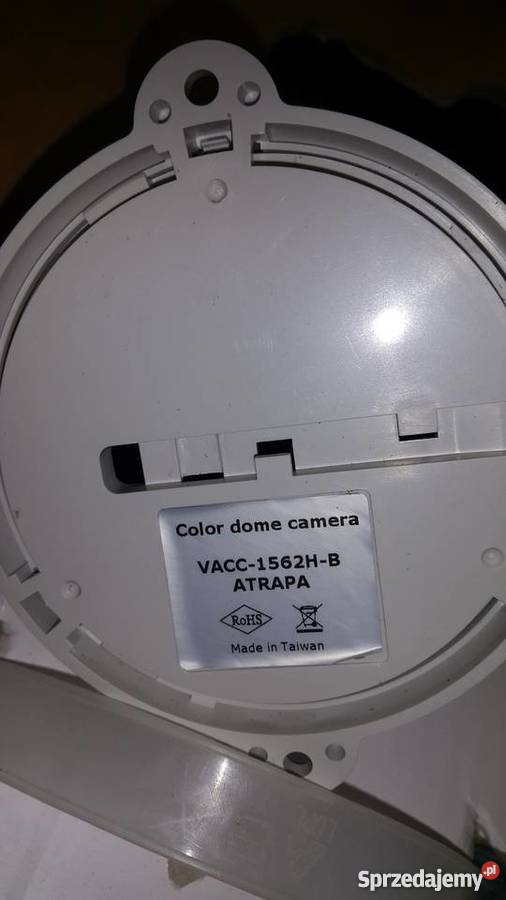 Color dome camera
VACC-1562H-B
ATRAPA
RoHS
Made in Taiwan
Sprzedajemy.pl